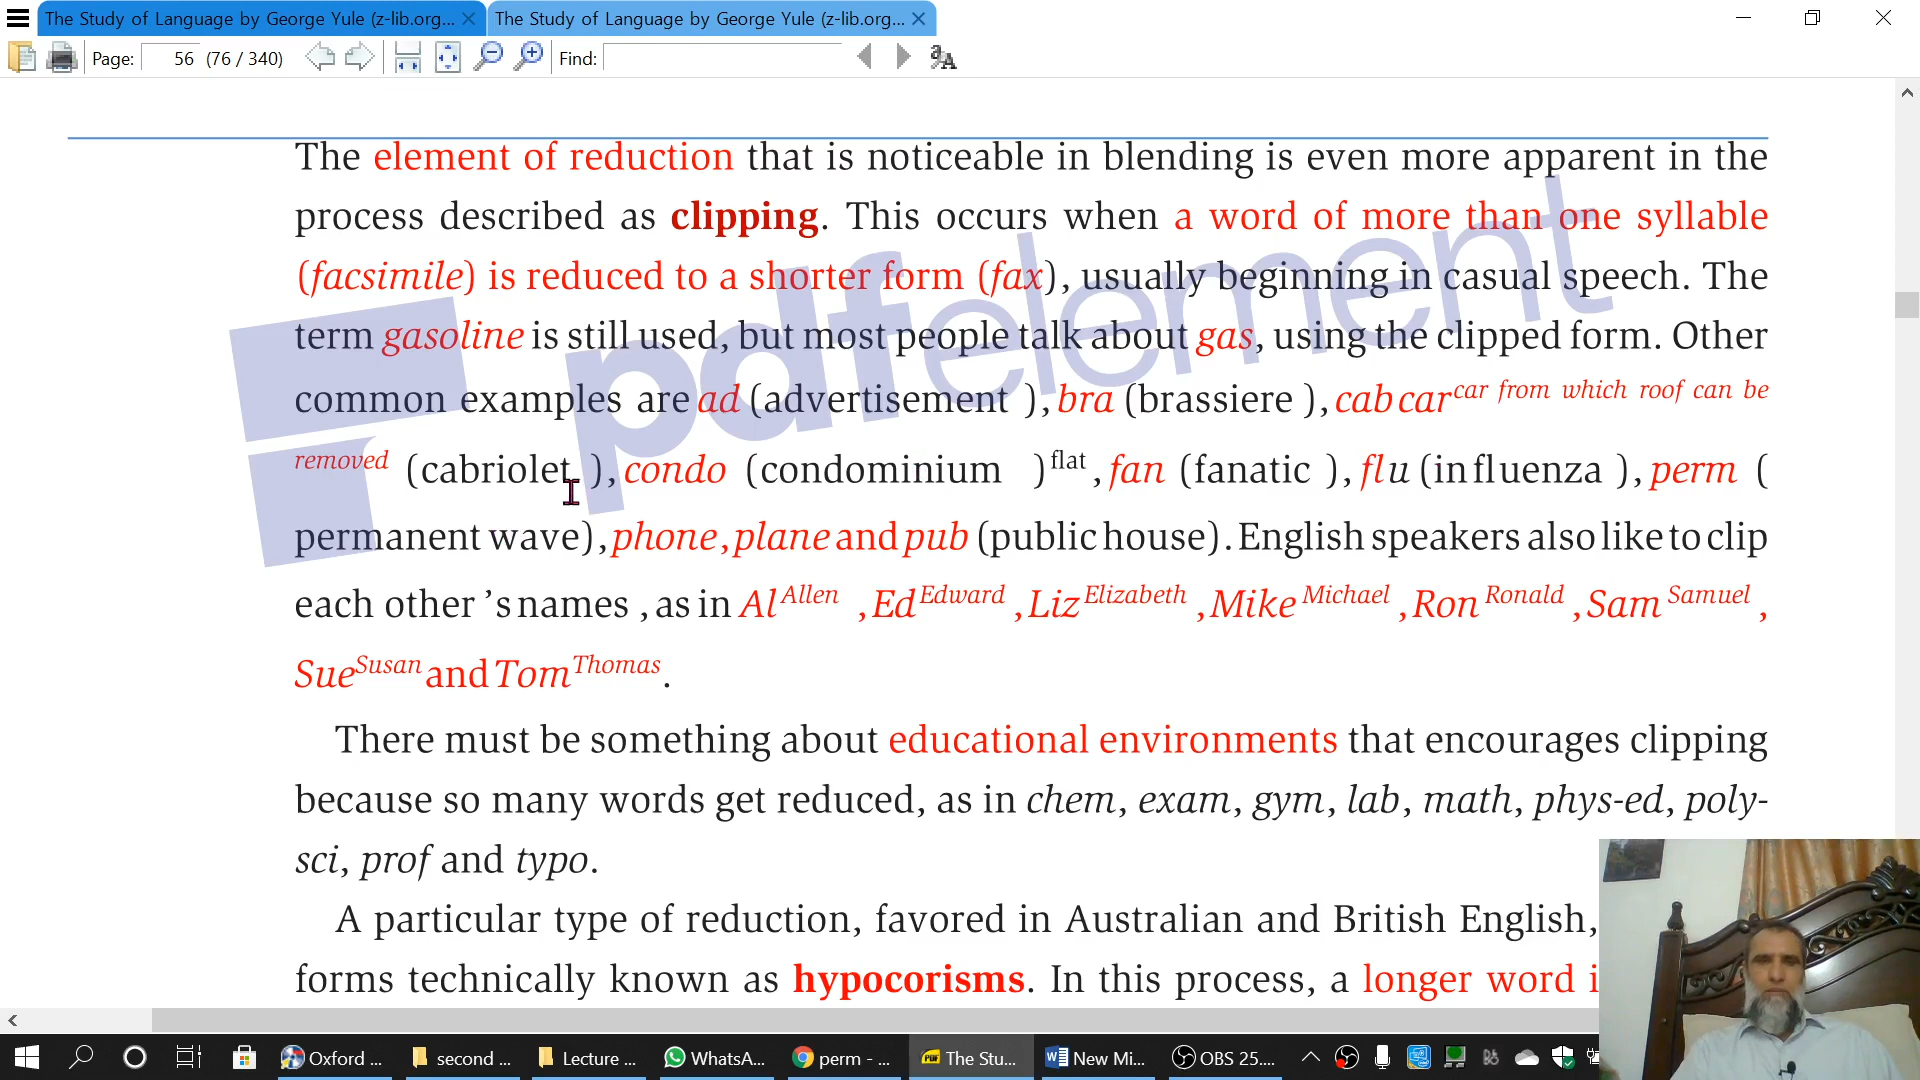 The Study of Language by George Yule (z-lib.org... The Study of Language by George Yule (z-lib.org...
Page: 56 (76 / 340) Find:
The element of reduction that is noticeable in blending is even more apparent in the
process described as clipping. This occurs when a word of more than one syllable
(facsimile) is reduced to a shorter form (fax), usually beginning in casual speech. The
term gasoline is still used, but most people talk about gas, using the clipped form. Other
common examples are ad (advertisement ), bra (brassiere ), cab car car from which roof can be
removed (cabriolet ), condo (condominium ) flat , fan (fanatic ), flu (influenza ), perm (
permanent wave), phone, plane and pub (public house). English speakers also like to clip
each other 's names , as in Al Allen , Ed Edward , Liz Elizabeth , Mike Michael , Ron Ronald , Sam Samuel ,
Sue Susan and Tom Thomas .
There must be something about educational environments that encourages clipping
because so many words get reduced, as in chem, exam, gym, lab, math, phys-ed, poly-
sci, prof and typo.
A particular type of reduction, favored in Australian and British English,
forms technically known as hypocorisms. In this process, a longer word i
pdfelement
Oxford ... second ... Lecture ... WhatsA... perm - ... The Stu... New Mi... OBS 25....